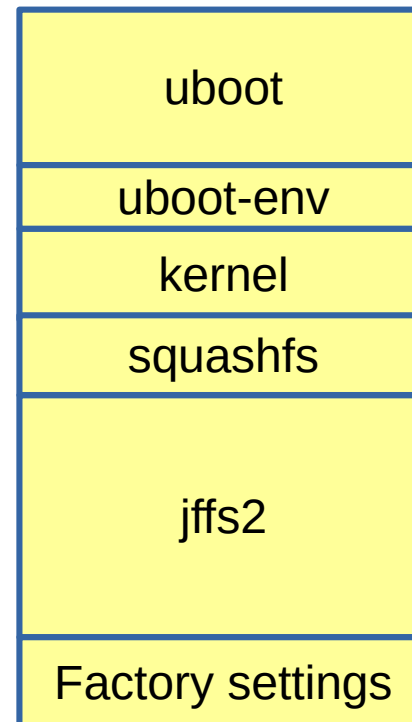 uboot
uboot-env
kernel
squashfs
jffs2
Factory settings